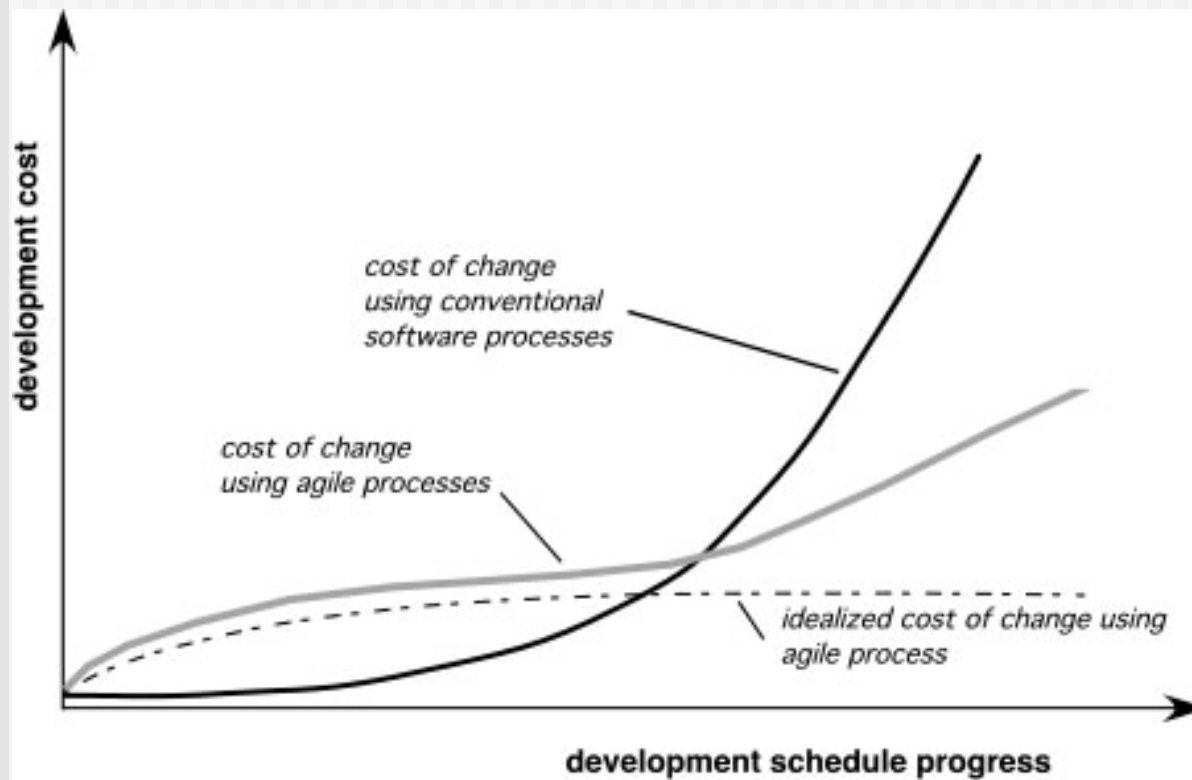 development cost
cost of change
using conventional
software processes
cost of change
using agile processes
idealized cost of change using
agile process
development schedule progress